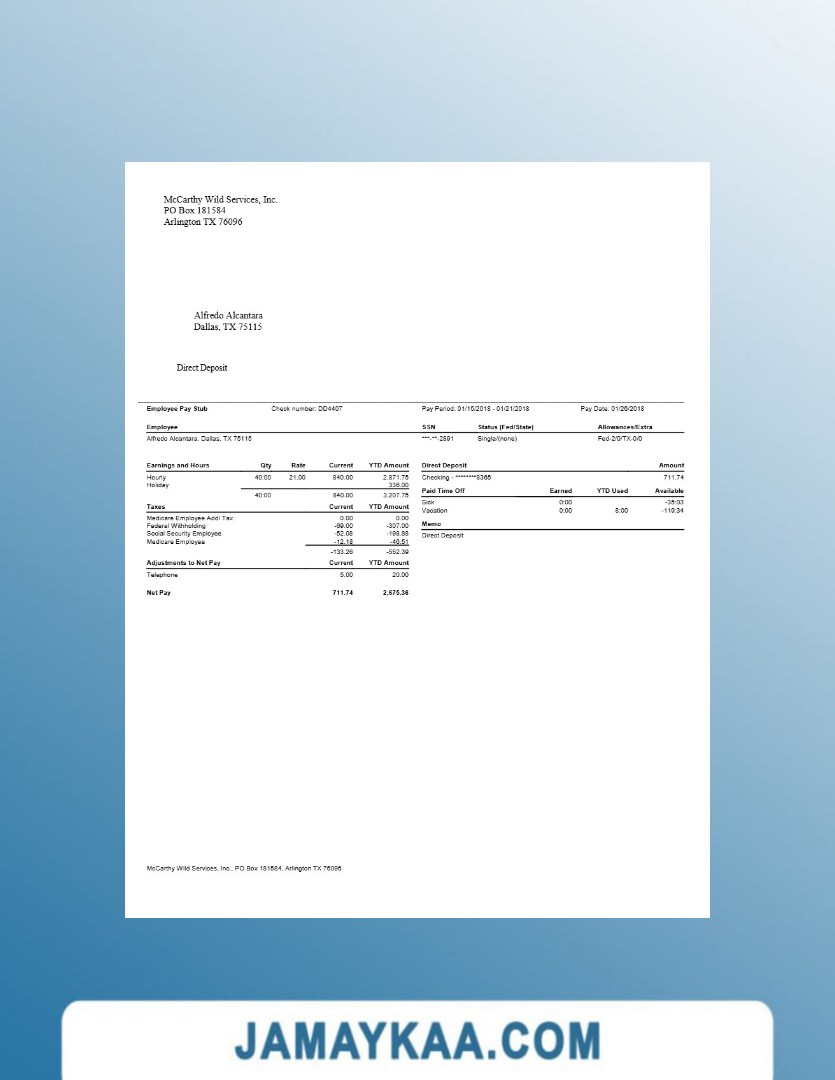 McCarthy Wild Services, Inc.
PO Box 181584
Arlington TX 76096
Alfredo Alcantara
Dallas, TX 75115
Direct Deposit
Employee Pay Stub Check number: DD4407 Pay Period: 01/15/2018 - 01/21/2018 Pay Date: 01/26/2018
Employee SSN Status (Fed/State) Allowances/Extra
Alfredo Alcantara, Dallas, TX 75115 ***-**-2891 Single/(none) Fed-2/0/TX-0/0
Earnings and Hours Qty Rate Current YTD Amount
Hourly 40:00 21.00 840.00 2,871.75
Holiday 336.00
40:00 840.00 3,207.75
Taxes Current YTD Amount
Medicare Employee Addl Tax 0.00 0.00
Federal Withholding -69.00 -307.00
Social Security Employee -52.08 -198.88
Medicare Employee -12.18 -46.51
-133.26 -552.39
Adjustments to Net Pay Current YTD Amount
Telephone 5.00 20.00
Net Pay 711.74 2,675.36
Direct Deposit Amount
Checking - ********8365 711.74
Paid Time Off Earned YTD Used Available
Sick 0:00 -35:03
Vacation 0:00 8:00 -119:34
Memo
Direct Deposit
McCarthy Wild Services, Inc., PO Box 181584, Arlington TX 76096
JAMAYKAA.COM